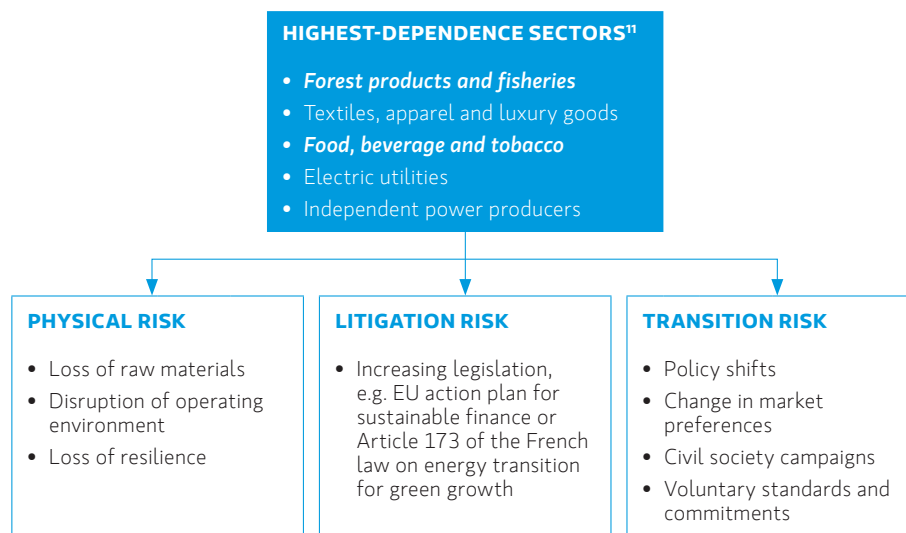 HIGHEST-DEPENDENCE SECTORS¹¹
• Forest products and fisheries
• Textiles, apparel and luxury goods
• Food, beverage and tobacco
• Electric utilities
• Independent power producers
PHYSICAL RISK
• Loss of raw materials
• Disruption of operating
environment
• Loss of resilience
LITIGATION RISK
• Increasing legislation,
e.g. EU action plan for
sustainable finance or
Article 173 of the French
law on energy transition
for green growth
TRANSITION RISK
• Policy shifts
• Change in market
preferences
• Civil society campaigns
• Voluntary standards and
commitments